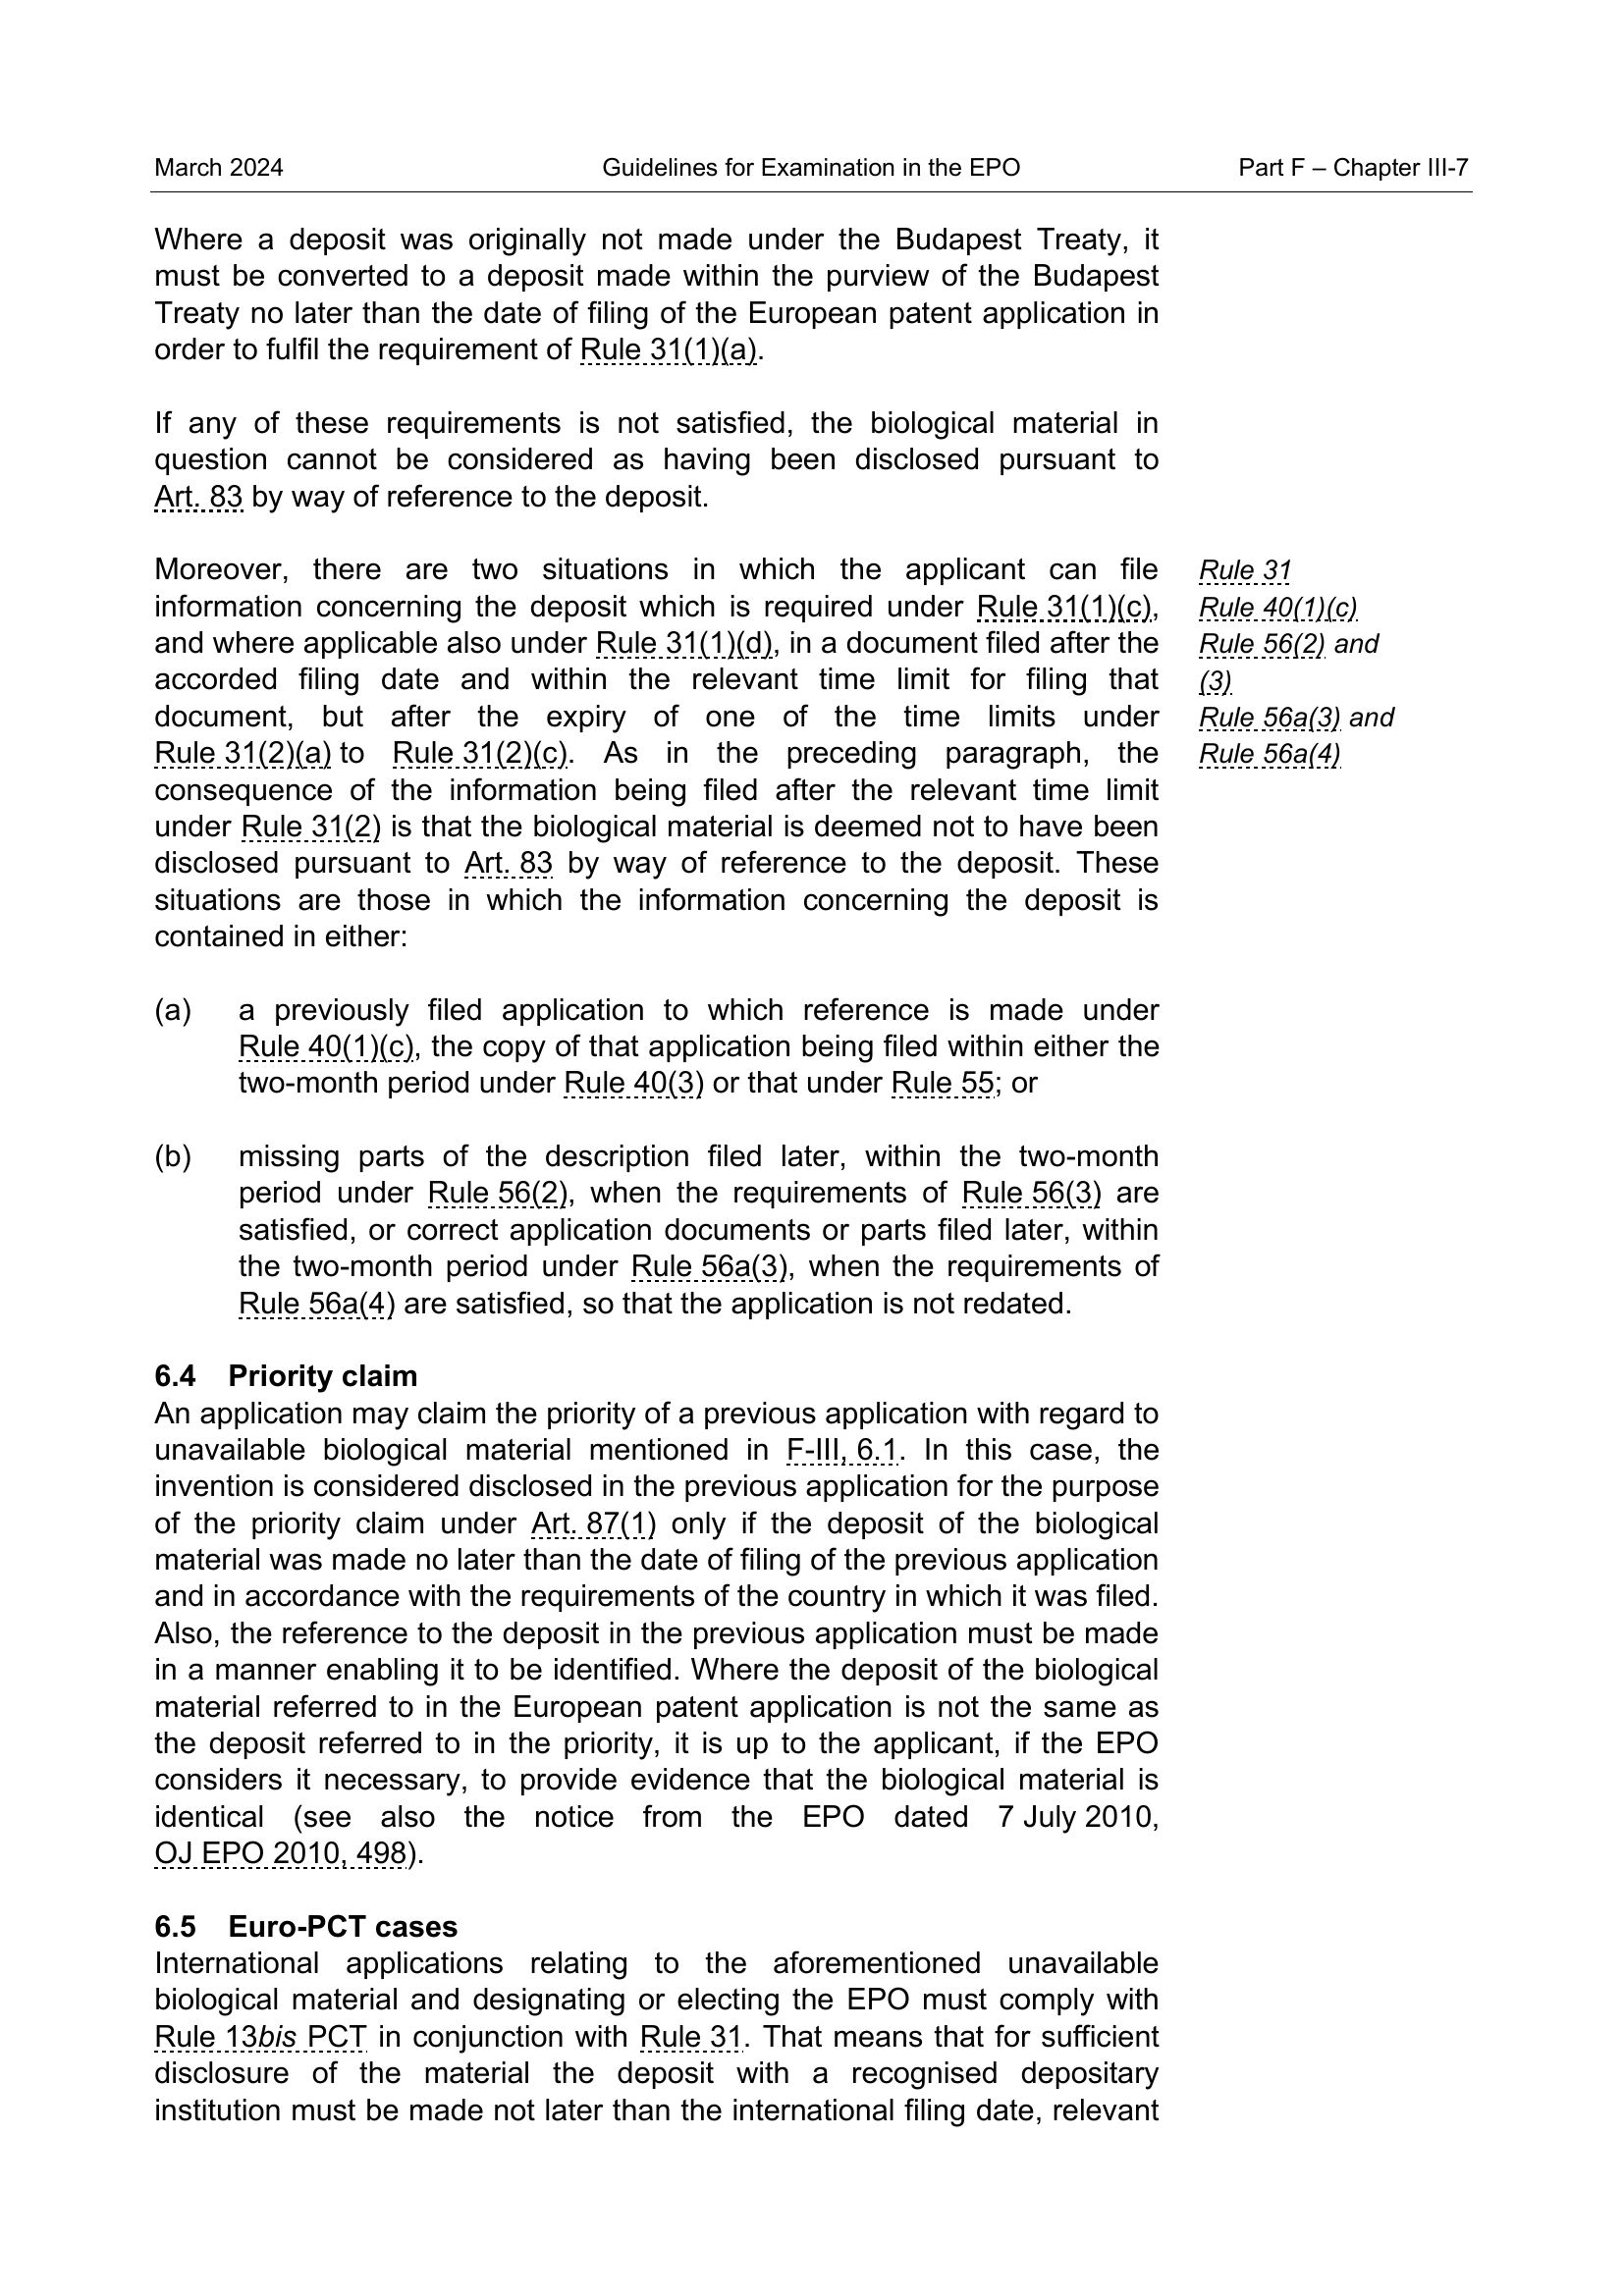 March 2024 Guidelines for Examination in the EPO Part F – Chapter III-7
Where a deposit was originally not made under the Budapest Treaty, it
must be converted to a deposit made within the purview of the Budapest
Treaty no later than the date of filing of the European patent application in
order to fulfil the requirement of Rule 31(1)(a).
If any of these requirements is not satisfied, the biological material in
question cannot be considered as having been disclosed pursuant to
Art. 83 by way of reference to the deposit.
Moreover, there are two situations in which the applicant can file
information concerning the deposit which is required under Rule 31(1)(c),
and where applicable also under Rule 31(1)(d), in a document filed after the
accorded filing date and within the relevant time limit for filing that
document, but after the expiry of one of the time limits under
Rule 31(2)(a) to Rule 31(2)(c). As in the preceding paragraph, the
consequence of the information being filed after the relevant time limit
under Rule 31(2) is that the biological material is deemed not to have been
disclosed pursuant to Art. 83 by way of reference to the deposit. These
situations are those in which the information concerning the deposit is
contained in either:
Rule 31
Rule 40(1)(c)
Rule 56(2) and
(3)
Rule 56a(3) and
Rule 56a(4)
(a) a previously filed application to which reference is made under
Rule 40(1)(c), the copy of that application being filed within either the
two-month period under Rule 40(3) or that under Rule 55; or
(b) missing parts of the description filed later, within the two-month
period under Rule 56(2), when the requirements of Rule 56(3) are
satisfied, or correct application documents or parts filed later, within
the two-month period under Rule 56a(3), when the requirements of
Rule 56a(4) are satisfied, so that the application is not redated.
6.4 Priority claim
An application may claim the priority of a previous application with regard to
unavailable biological material mentioned in F-III, 6.1. In this case, the
invention is considered disclosed in the previous application for the purpose
of the priority claim under Art. 87(1) only if the deposit of the biological
material was made no later than the date of filing of the previous application
and in accordance with the requirements of the country in which it was filed.
Also, the reference to the deposit in the previous application must be made
in a manner enabling it to be identified. Where the deposit of the biological
material referred to in the European patent application is not the same as
the deposit referred to in the priority, it is up to the applicant, if the EPO
considers it necessary, to provide evidence that the biological material is
identical (see also the notice from the EPO dated 7 July 2010,
OJ EPO 2010, 498).
6.5 Euro-PCT cases
International applications relating to the aforementioned unavailable
biological material and designating or electing the EPO must comply with
Rule 13bis PCT in conjunction with Rule 31. That means that for sufficient
disclosure of the material the deposit with a recognised depositary
institution must be made not later than the international filing date, relevant